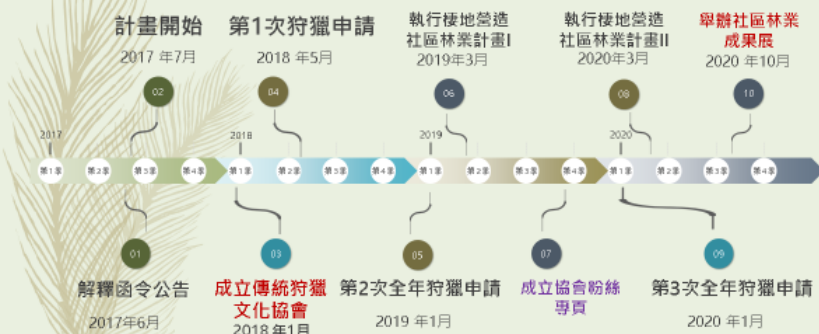 計畫開始
2017 年7月
第1次狩獵申請
2018 年5月
執行棲地營造
社區林業計畫I
2019年3月
執行棲地營造
社區林業計畫II
2020年3月
舉辦社區林業
成果展
2020 年10月
02
04
06
08
10
2017
2018
2019
2020
第1季
第2季
第3季
第4季
第1季
第2季
第3季
第4季
第1季
第2季
第3季
第4季
第1季
第2季
第3季
第4季
01
03
05
07
09
解釋函令公告
2017年6月
成立傳統狩獵
文化協會
2018年1月
第2次全年狩獵申請
2019 年1月
成立協會粉絲
專頁
第3次全年狩獵申請
2020 年1月